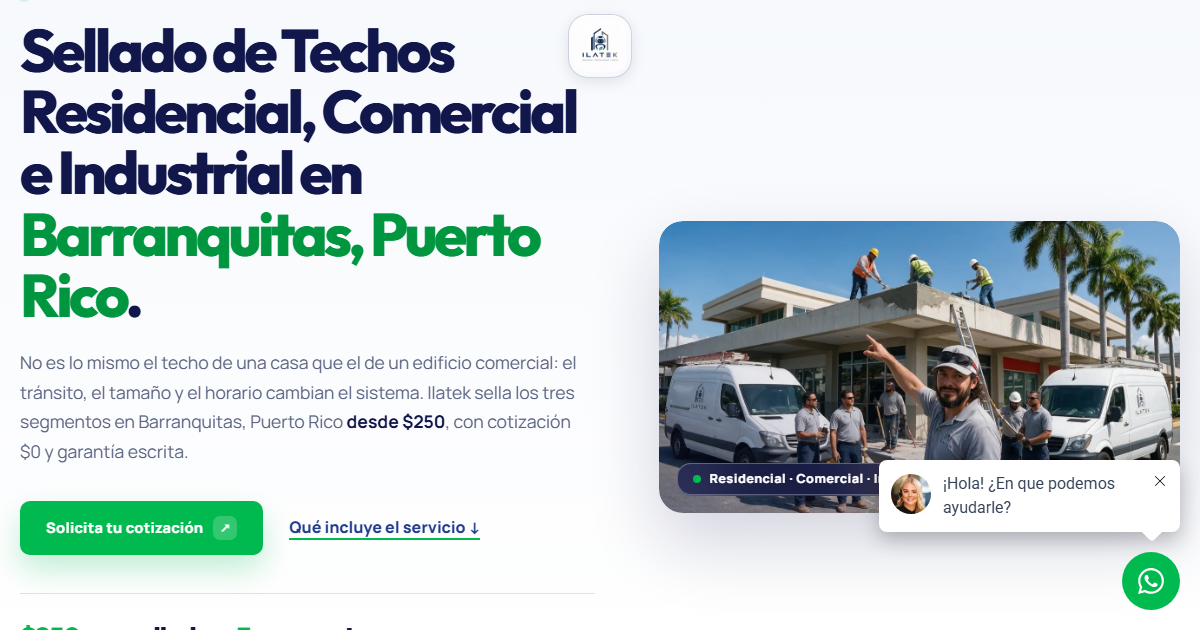 ILATEK
Sellado de Techos
Residencial, Comercial
e Industrial en
Barranquitas, Puerto
Rico.
No es lo mismo el techo de una casa que el de un edificio comercial: el
tránsito, el tamaño y el horario cambian el sistema. Ilatek sella los tres
segmentos en Barranquitas, Puerto Rico desde $250, con cotización
$0 y garantía escrita.
Solicita tu cotización ↗
Qué incluye el servicio ↓
ILATEK
ILATEK
Residencial · Comercial ·
¡Hola! ¿En que podemos
ayudarle?